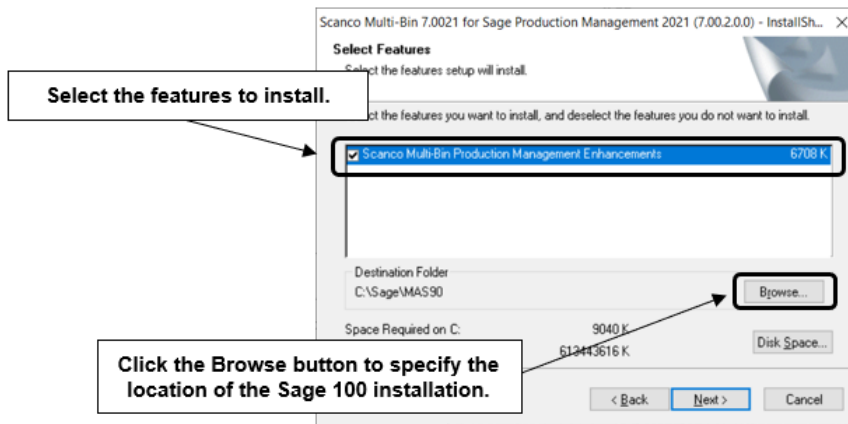 Scanco Multi-Bin 7.0021 for Sage Production Management 2021 (7.00.2.0.0) - InstallSh...
Select Features
Select the features setup will install.
Select the features to install.
ct the features you want to install, and deselect the features you do not want to install.
Scanco Multi-Bin Production Management Enhancements 6708 K
Destination Folder
C:\Sage\MAS90
Browse...
Space Required on C: 9040 K
613443616 K
Disk Space...
Click the Browse button to specify the
location of the Sage 100 installation.
< Back Next > Cancel